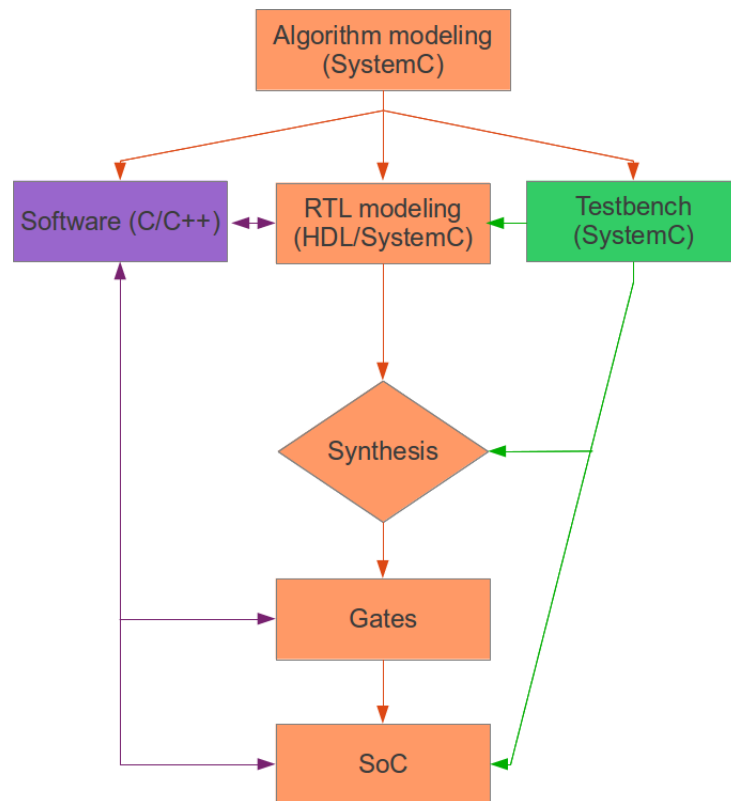 Algorithm modeling
(SystemC)
Software (C/C++)
RTL modeling
(HDL/SystemC)
Testbench
(SystemC)
Synthesis
Gates
SoC